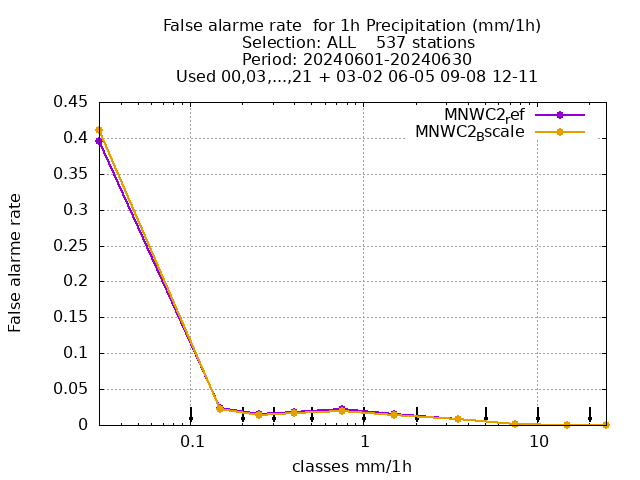 False alarme rate  for 1h Precipitation (mm/1h)
Selection: ALL    537 stations
Period: 20240601-20240630
Used 00,03,...,21 + 03-02 06-05 09-08 12-11
MNWC2ref
MNWC2Bscale
False alarme rate
0.45
0.4
0.35
0.3
0.25
0.2
0.15
0.1
0.05
0
0.1
1
10
classes mm/1h